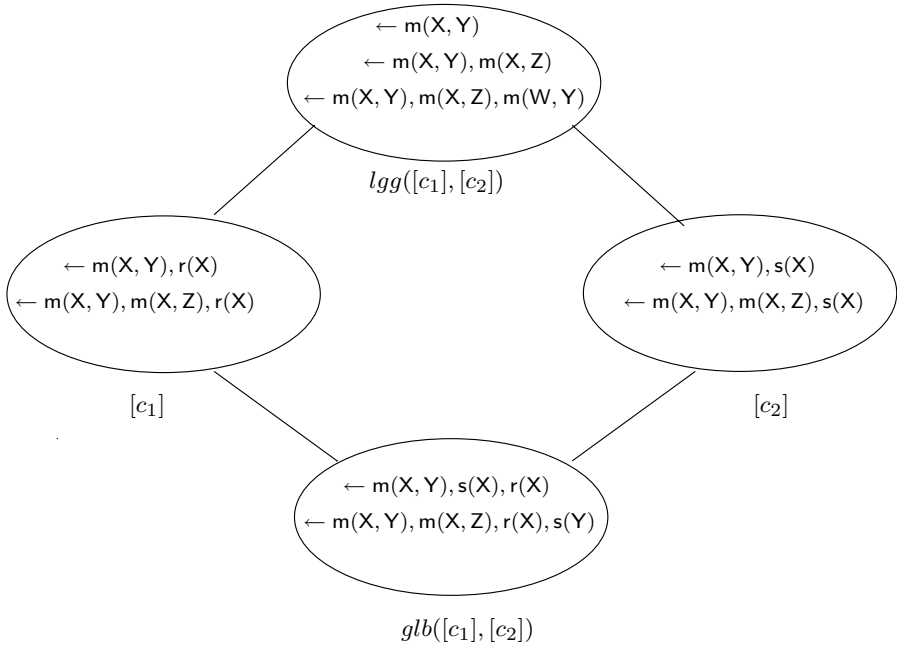 ← m(X, Y)
← m(X, Y), m(X, Z)
← m(X, Y), m(X, Z), m(W, Y)
lgg([c₁], [c₂])
← m(X, Y), r(X)
← m(X, Y), m(X, Z), r(X)
[c₁]
← m(X, Y), s(X)
← m(X, Y), m(X, Z), s(X)
[c₂]
← m(X, Y), s(X), r(X)
← m(X, Y), m(X, Z), r(X), s(Y)
glb([c₁], [c₂])